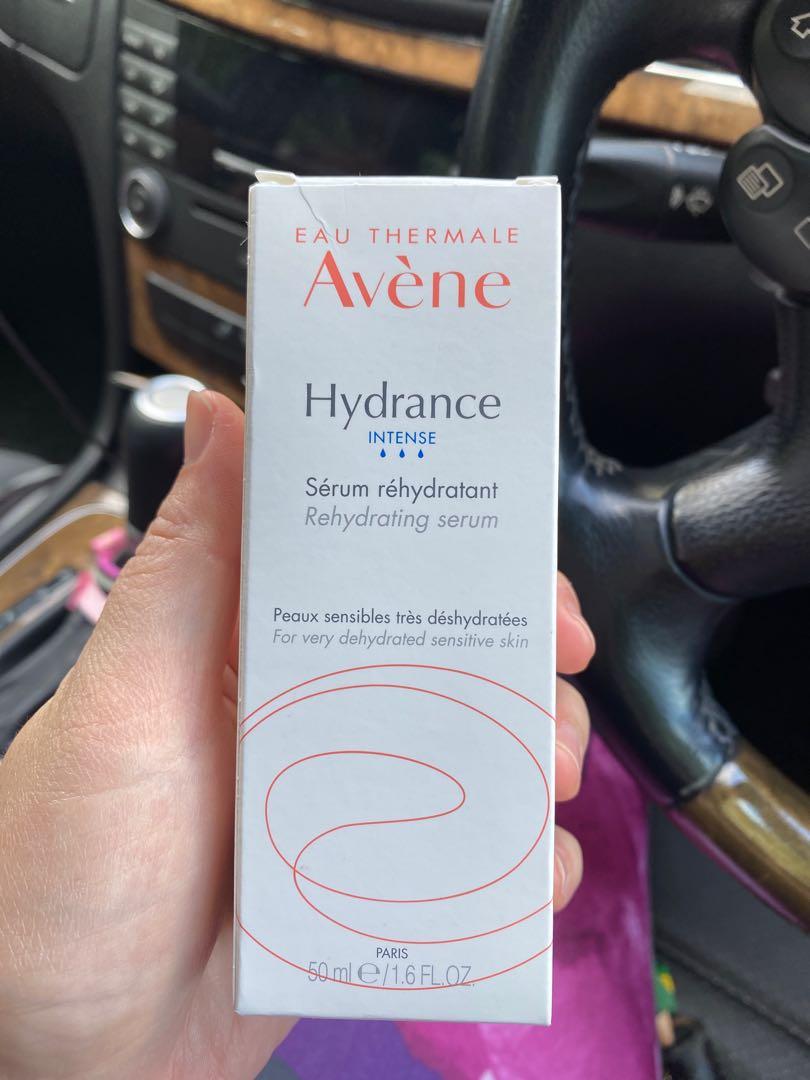 EAU THERMALE
Avène
Hydrance
INTENSE
Sérum réhydratant
Rehydrating serum
Peaux sensibles très déshydratées
For very dehydrated sensitive skin
PARIS
50 ml e/1.6 FL.OZ.